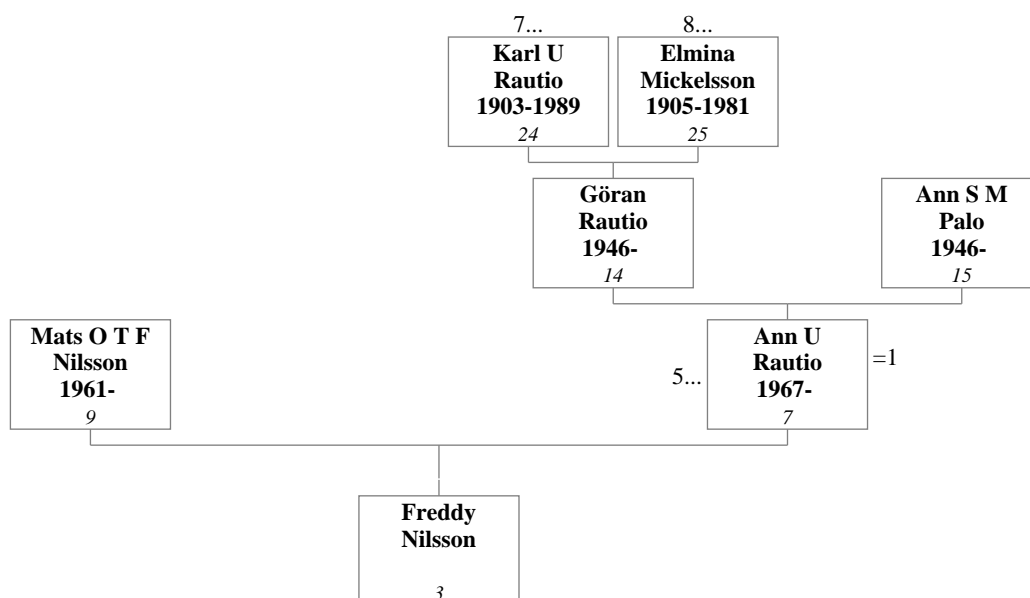 7...
8...
Karl U
Rautio
1903-1989
24
Elmina
Mickelsson
1905-1981
25
Göran
Rautio
1946-
14
Ann S M
Palo
1946-
15
Mats O T F
Nilsson
1961-
9
5...
Ann U
Rautio
1967-
7
=1
Freddy
Nilsson
3